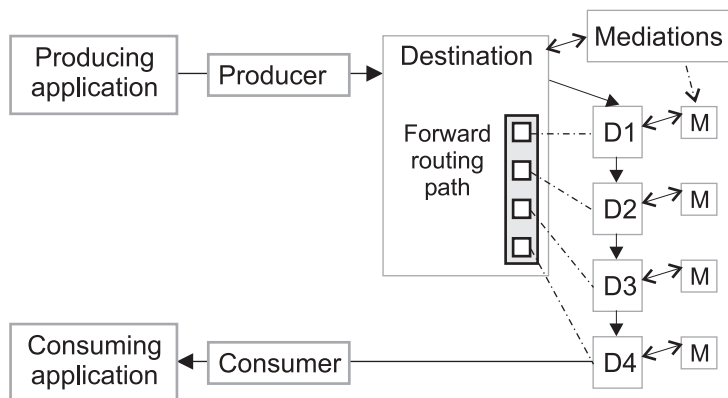 Producing
application
Producer
Destination
Mediations
Forward
routing
path
D1
M
D2
M
D3
M
D4
M
Consuming
application
Consumer